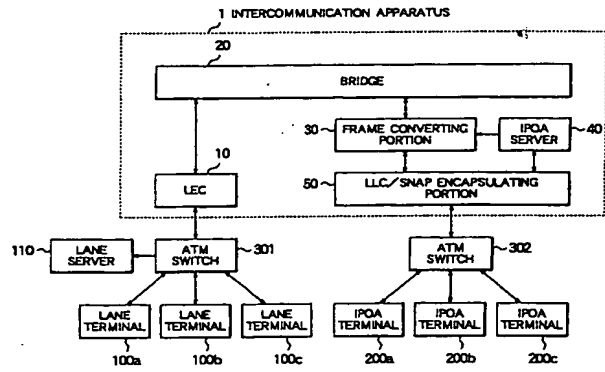 1 INTERCOMMUNICATION APPARATUS
20
BRIDGE
30
FRAME CONVERTING
PORTION
IPOA
SERVER
40
10
LEC
50
LLC/SNAP ENCAPSULATING
PORTION
110
LANE
SERVER
ATM
SWITCH
301
ATM
SWITCH
302
LANE
TERMINAL
LANE
TERMINAL
LANE
TERMINAL
IPOA
TERMINAL
IPOA
TERMINAL
IPOA
TERMINAL
100a
100b
100c
200a
200b
200c